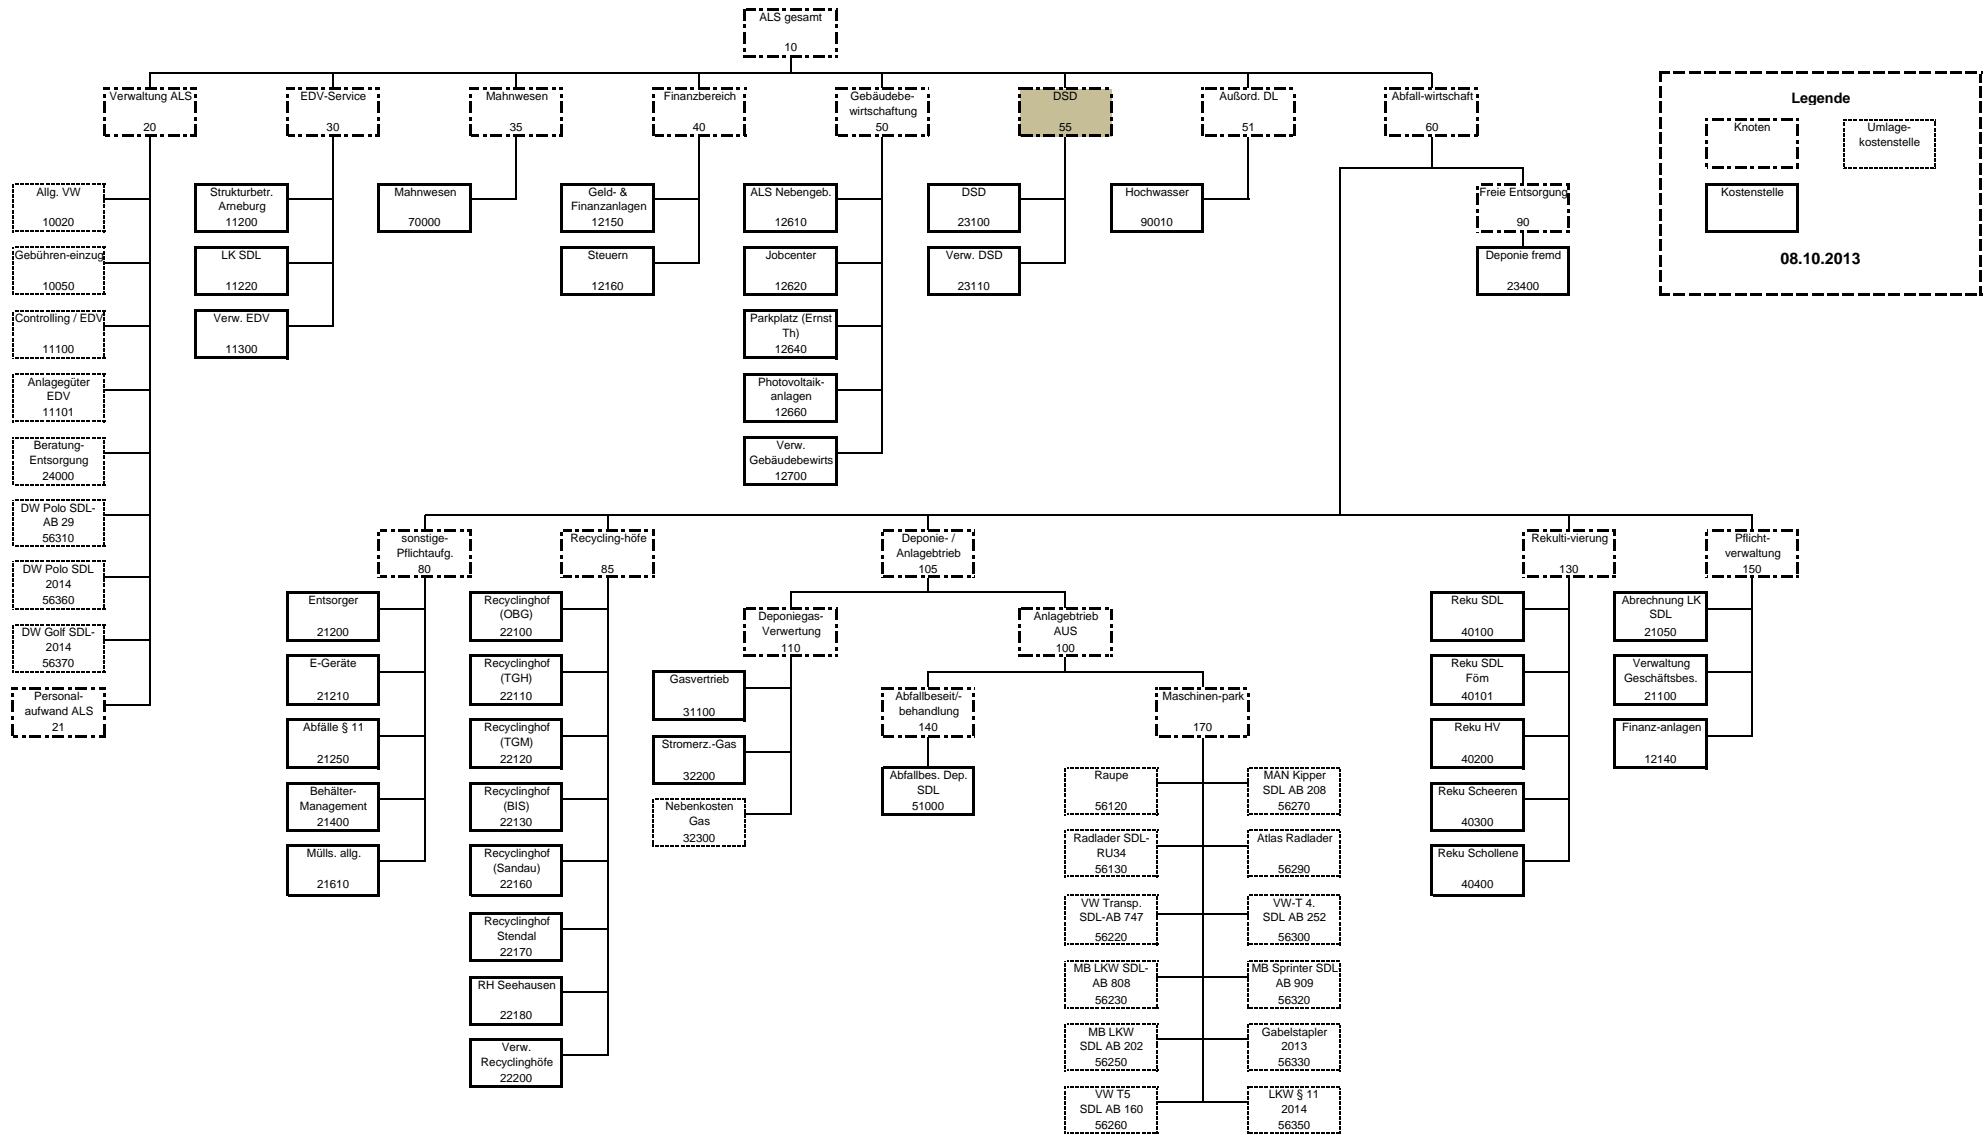 ALS gesamt
10
Verwaltung ALS
20
EDV-Service
30
Mahnwesen
35
Finanzbereich
40
Gebäudebe-
wirtschaftung
50
DSD
55
Außord. DL
51
Abfall-wirtschaft
60
Legende
Knoten
Umlage-
kostenstelle
Kostenstelle
08.10.2013
Allg. VW
10020
Gebühren-einzug
10050
Controlling / EDV
11100
Anlagegüter
EDV
11101
Beratung-
Entsorgung
24000
DW Polo SDL-
AB 29
56310
DW Polo SDL
2014
56360
DW Golf SDL-
2014
56370
Personal-
aufwand ALS
21
Strukturbetr.
Arneburg
11200
LK SDL
11220
Verw. EDV
11300
Mahnwesen
70000
Geld- &
Finanzanlagen
12150
Steuern
12160
ALS Nebengeb.
12610
Jobcenter
12620
Parkplatz (Ernst
Th)
12640
Photovoltaik-
anlagen
12660
Verw.
Gebäudebewirts
12700
DSD
23100
Verw. DSD
23110
Hochwasser
90010
Freie Entsorgung
90
Deponie fremd
23400
sonstige-
Pflichtaufg.
80
Recycling-höfe
85
Deponie- /
Anlagebtrieb
105
Rekulti-vierung
130
Pflicht-
verwaltung
150
Entsorger
21200
E-Geräte
21210
Abfälle § 11
21250
Behälter-
Management
21400
Mülls. allg.
21610
Recyclinghof
(OBG)
22100
Recyclinghof
(TGH)
22110
Recyclinghof
(TGM)
22120
Recyclinghof
(BIS)
22130
Recyclinghof
(Sandau)
22160
Recyclinghof
Stendal
22170
RH Seehausen
22180
Verw.
Recyclinghöfe
22200
Deponiegas-
Verwertung
110
Anlagebtrieb
AUS
100
Gasvertrieb
31100
Stromerz.-Gas
32200
Nebenkosten
Gas
32300
Abfallbeseit/-
behandlung
140
Abfallbes. Dep.
SDL
51000
Maschinen-park
170
Raupe
56120
MAN Kipper
SDL AB 208
56270
Radlader SDL-
RU34
56130
Atlas Radlader
56290
VW Transp.
SDL-AB 747
56220
VW-T 4.
SDL AB 252
56300
MB LKW SDL-
AB 808
56230
MB Sprinter SDL
AB 909
56320
MB LKW
SDL AB 202
56250
Gabelstapler
2013
56330
VW T5
SDL AB 160
56260
LKW § 11
2014
56350
Reku SDL
40100
Reku SDL
Föm
40101
Reku HV
40200
Reku Scheeren
40300
Reku Schollene
40400
Abrechnung LK
SDL
21050
Verwaltung
Geschäftsbes.
21100
Finanz-anlagen
12140